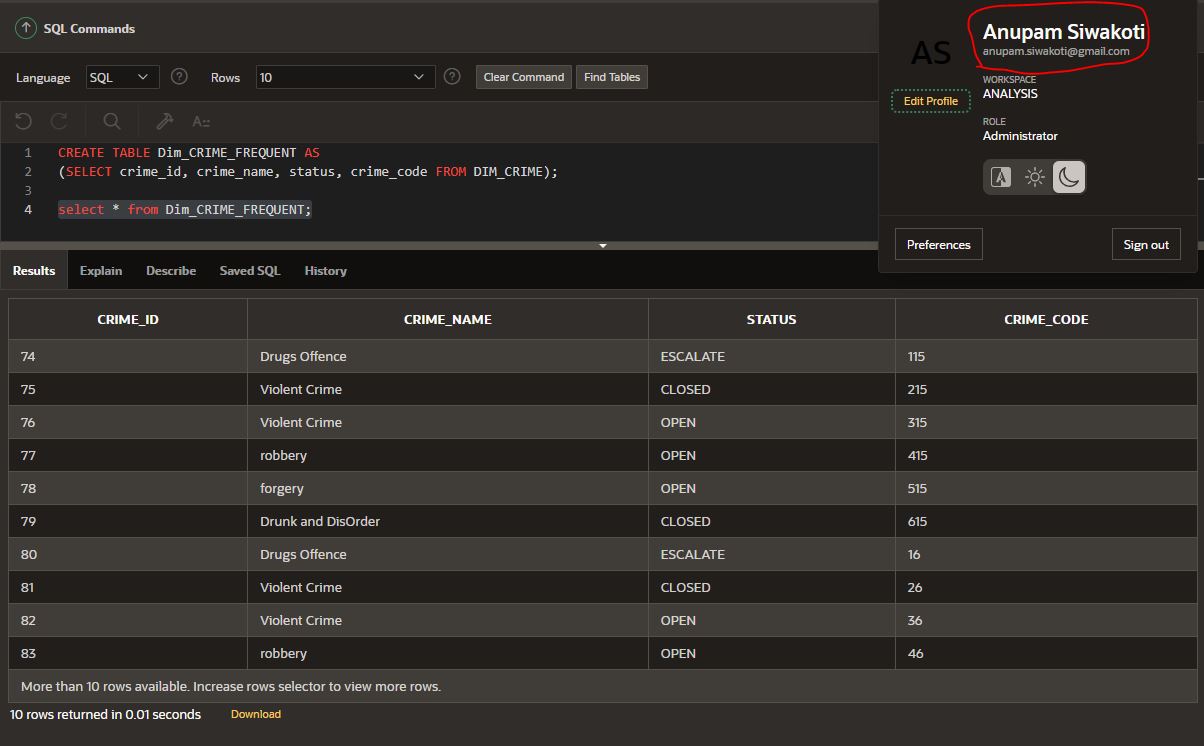 SQL Commands
Language SQL Rows 10 Clear Command Find Tables
1 CREATE TABLE Dim_CRIME_FREQUENT AS
2 (SELECT crime_id, crime_name, status, crime_code FROM DIM_CRIME);
3
4 select * from Dim_CRIME_FREQUENT;
AS
Edit Profile
Anupam Siwakoti
anupam.siwakoti@gmail.com
WORKSPACE
ANALYSIS
ROLE
Administrator
Preferences Sign out
Results Explain Describe Saved SQL History
CRIME_ID CRIME_NAME STATUS CRIME_CODE
74 Drugs Offence ESCALATE 115
75 Violent Crime CLOSED 215
76 Violent Crime OPEN 315
77 robbery OPEN 415
78 forgery OPEN 515
79 Drunk and DisOrder CLOSED 615
80 Drugs Offence ESCALATE 16
81 Violent Crime CLOSED 26
82 Violent Crime OPEN 36
83 robbery OPEN 46
More than 10 rows available. Increase rows selector to view more rows.
10 rows returned in 0.01 seconds Download